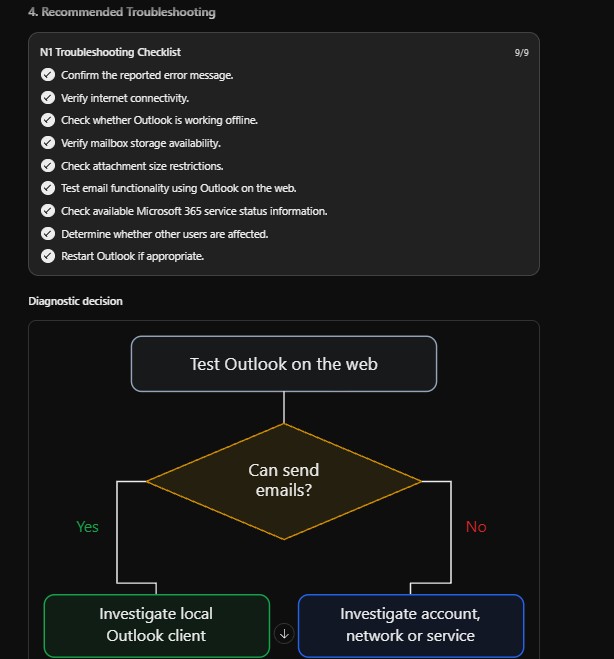 4. Recommended Troubleshooting
N1 Troubleshooting Checklist
9/9
Confirm the reported error message.
Verify internet connectivity.
Check whether Outlook is working offline.
Verify mailbox storage availability.
Check attachment size restrictions.
Test email functionality using Outlook on the web.
Check available Microsoft 365 service status information.
Determine whether other users are affected.
Restart Outlook if appropriate.
Diagnostic decision
Test Outlook on the web
Can send
emails?
Yes
No
Investigate local
Outlook client
Investigate account,
network or service